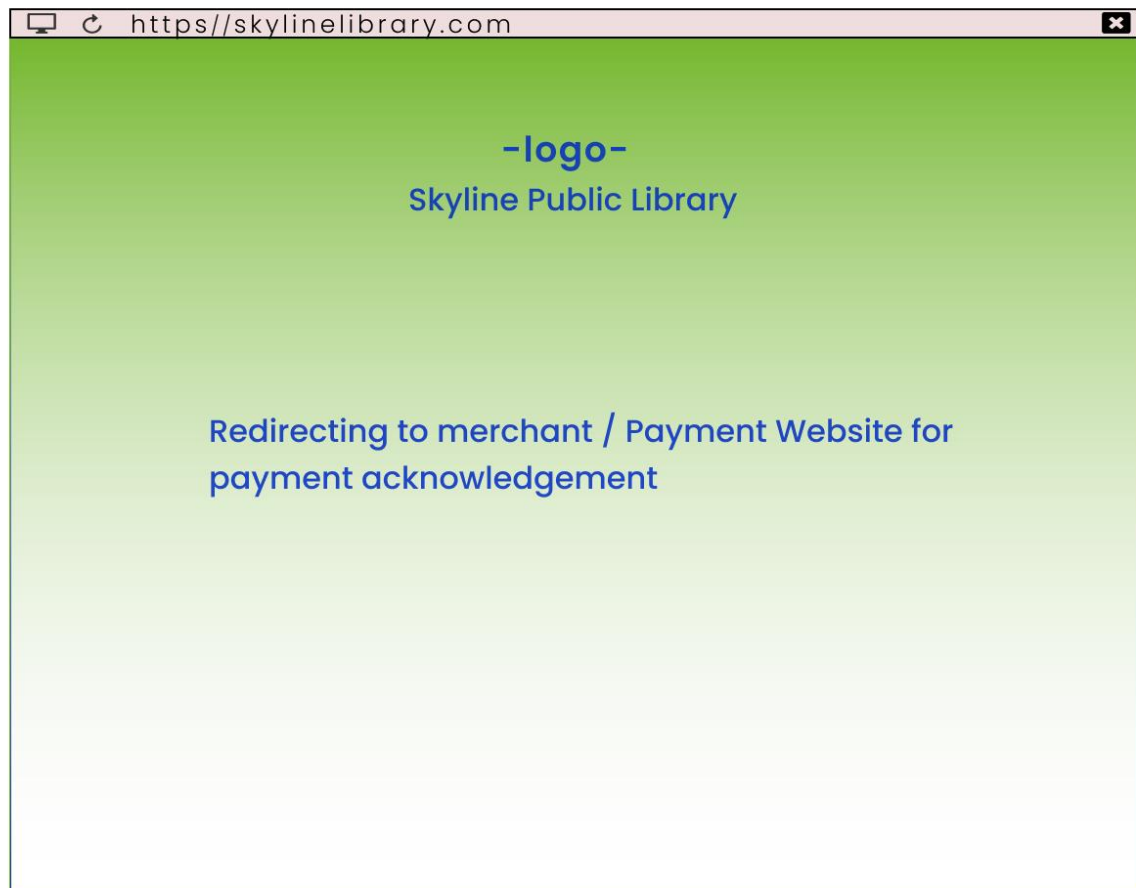 https//skylinelibrary.com
-logo-
Skyline Public Library
Redirecting to merchant / Payment Website for
payment acknowledgement